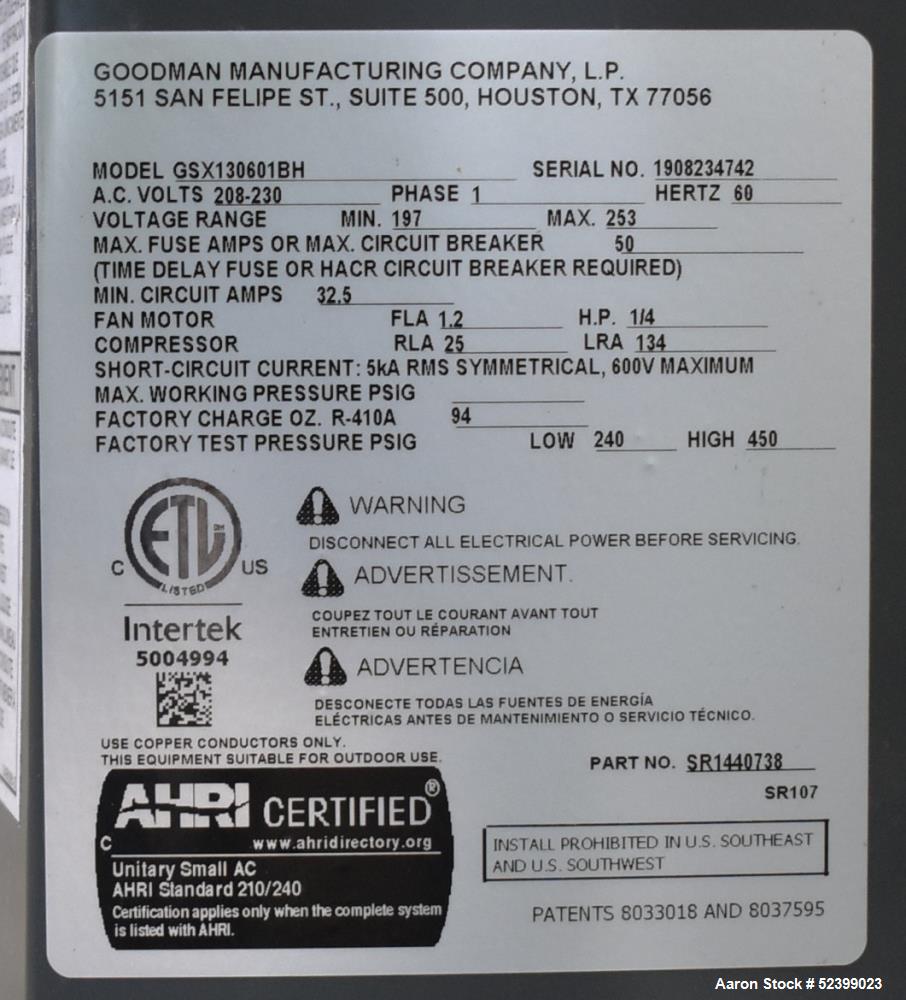 GOODMAN MANUFACTURING COMPANY, L.P.
5151 SAN FELIPE ST., SUITE 500, HOUSTON, TX 77056
MODEL GSX130601BH SERIAL NO. 1908234742
A.C. VOLTS 208-230 PHASE 1 HERTZ 60
VOLTAGE RANGE MIN. 197 MAX. 253
MAX. FUSE AMPS OR MAX. CIRCUIT BREAKER 50
(TIME DELAY FUSE OR HACR CIRCUIT BREAKER REQUIRED)
MIN. CIRCUIT AMPS 32.5
FAN MOTOR FLA 1.2 H.P. 1/4
COMPRESSOR RLA 25 LRA 134
SHORT-CIRCUIT CURRENT: 5kA RMS SYMMETRICAL, 600V MAXIMUM
MAX. WORKING PRESSURE PSIG
FACTORY CHARGE OZ. R-410A 94
FACTORY TEST PRESSURE PSIG LOW 240 HIGH 450
ETL
LISTED
C US
Intertek
5004994
WARNING
DISCONNECT ALL ELECTRICAL POWER BEFORE SERVICING.
ADVERTISSEMENT.
COUPEZ TOUT LE COURANT AVANT TOUT
ENTRETIEN OU RÉPARATION
ADVERTENCIA
DESCONECTE TODAS LAS FUENTES DE ENERGÍA
ELÉCTRICAS ANTES DE MANTENIMIENTO O SERVICIO TÉCNICO.
USE COPPER CONDUCTORS ONLY.
THIS EQUIPMENT SUITABLE FOR OUTDOOR USE.
PART NO. SR1440738
SR107
AHRI CERTIFIED®
C www.ahridirectory.org
Unitary Small AC
AHRI Standard 210/240
Certification applies only when the complete system
is listed with AHRI.
INSTALL PROHIBITED IN U.S. SOUTHEAST
AND U.S. SOUTHWEST
PATENTS 8033018 AND 8037595
Aaron Stock # 52399023